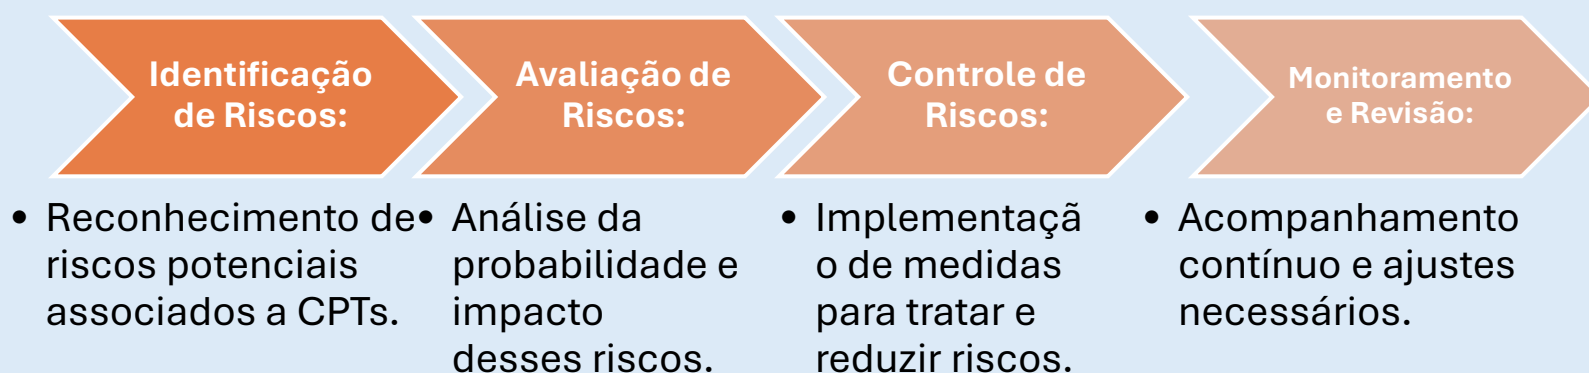 Identificação
de Riscos:
Avaliação de
Riscos:
Controle de
Riscos:
Monitoramento
e Revisão:
• Reconhecimento de
riscos potenciais
associados a CPTs.
• Análise da
probabilidade e
impacto
desses riscos.
• Implementaçã
o de medidas
para tratar e
reduzir riscos.
• Acompanhamento
contínuo e ajustes
necessários.